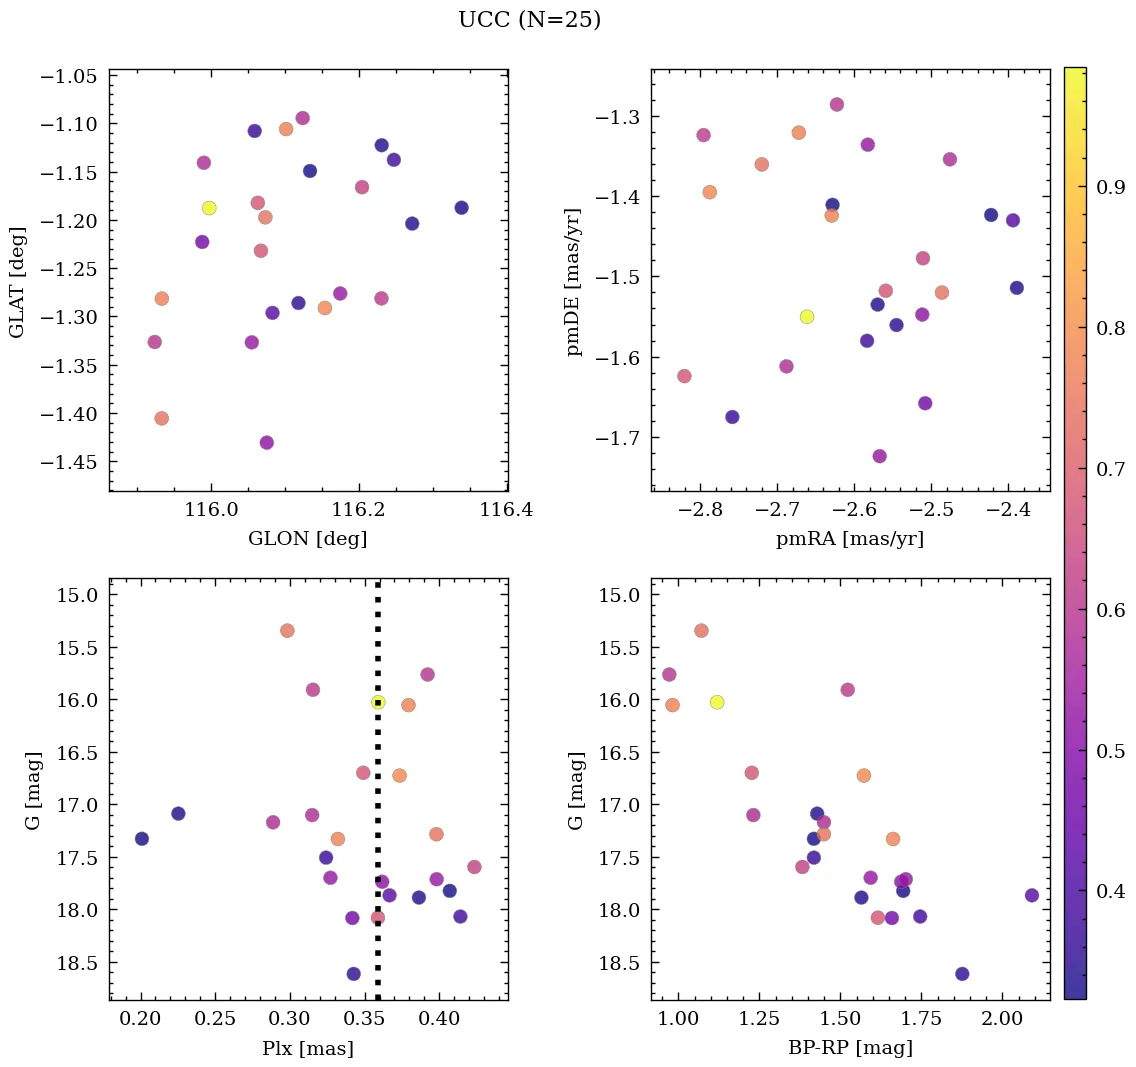 UCC (N=25)
−1.05
−1.10
−1.15
−1.20
−1.25
−1.30
−1.35
−1.40
−1.45
GLAT [deg]
116.0 116.2 116.4
GLON [deg]
−1.3
−1.4
−1.5
−1.6
−1.7
pmDE [mas/yr]
−2.8 −2.7 −2.6 −2.5 −2.4
pmRA [mas/yr]
0.9
0.8
0.7
0.6
0.5
0.4
15.0
15.5
16.0
16.5
17.0
17.5
18.0
18.5
G [mag]
0.20 0.25 0.30 0.35 0.40
Plx [mas]
15.0
15.5
16.0
16.5
17.0
17.5
18.0
18.5
G [mag]
1.00 1.25 1.50 1.75 2.00
BP-RP [mag]